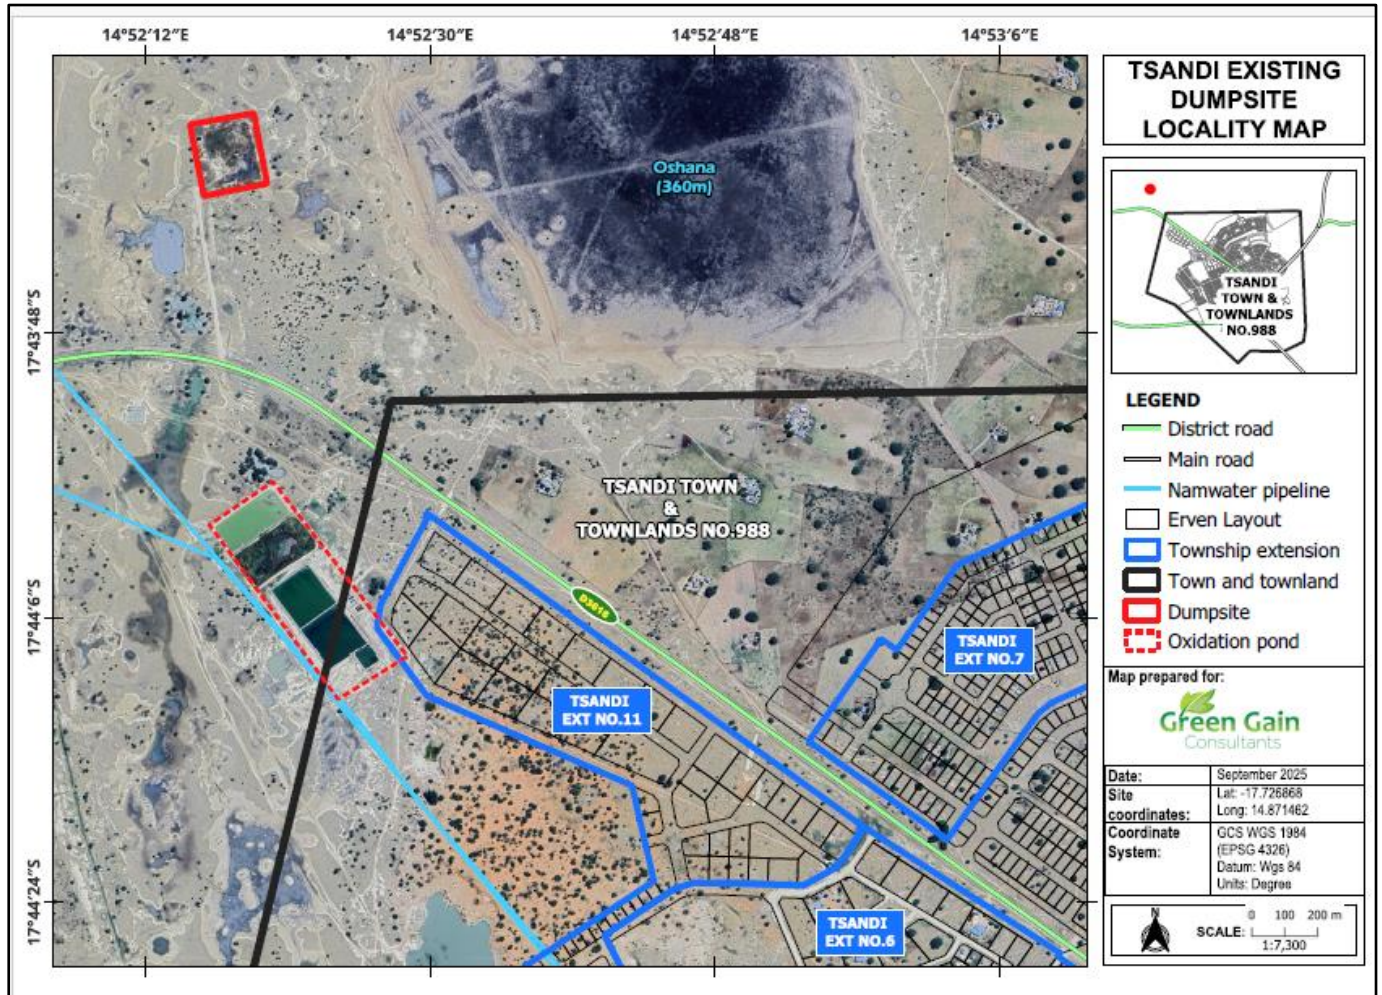 14°52′12″E
14°52′30″E
14°52′48″E
14°53′6″E
17°43′48″S
17°44′6″S
17°44′24″S
Oshana
(360m)
TSANDI TOWN
&
TOWNLANDS NO.988
D3618
TSANDI
EXT NO.7
TSANDI
EXT NO.11
TSANDI
EXT NO.6
TSANDI EXISTING
DUMPSITE
LOCALITY MAP
TSANDI
TOWN &
TOWNLANDS
NO.988
LEGEND
District road
Main road
Namwater pipeline
Erven Layout
Township extension
Town and townland
Dumpsite
Oxidation pond
Map prepared for:
Green Gain
Consultants
Date: September 2025
Site coordinates: Lat: -17.726868
Long: 14.871462
Coordinate System: GCS WGS 1984
(EPSG 4326)
Datum: Wgs 84
Units: Degree
N
SCALE: 0 100 200 m
1:7,300